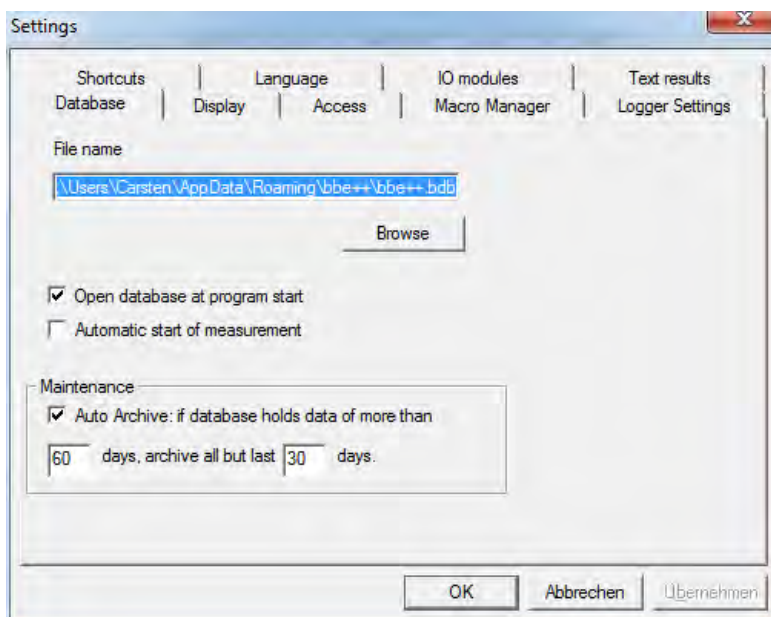 Settings
Shortcuts Language IO modules Text results
Database Display Access Macro Manager Logger Settings
File name
:\Users\Carsten\AppData\Roaming\bbe++\bbe++.bdb
Browse
Open database at program start
Automatic start of measurement
Maintenance
Auto Archive: if database holds data of more than
60 days, archive all but last 30 days.
OK Abbrechen Übernehmen